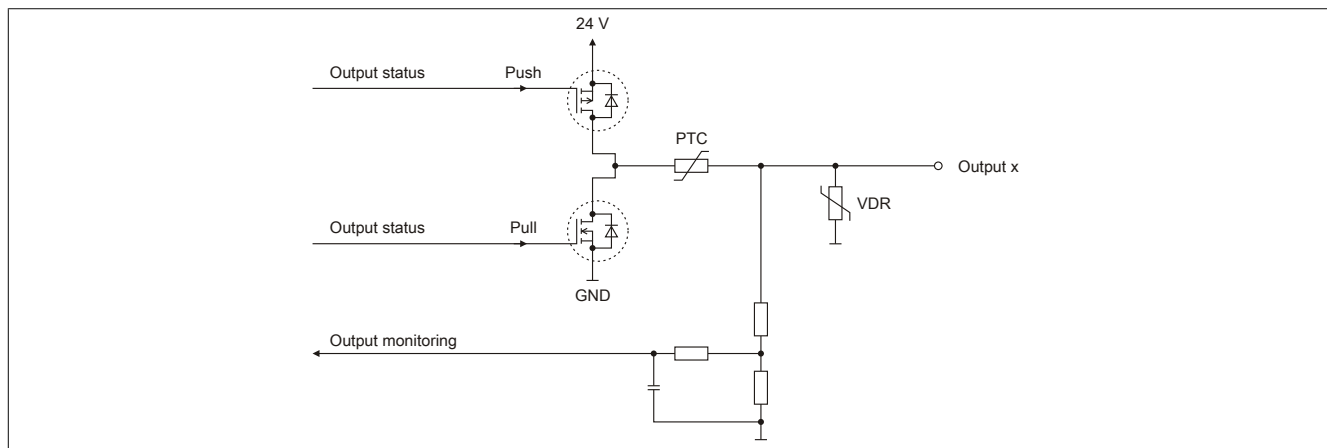 24 V
Output status
Push
PTC
Output x
VDR
Output status
Pull
GND
Output monitoring